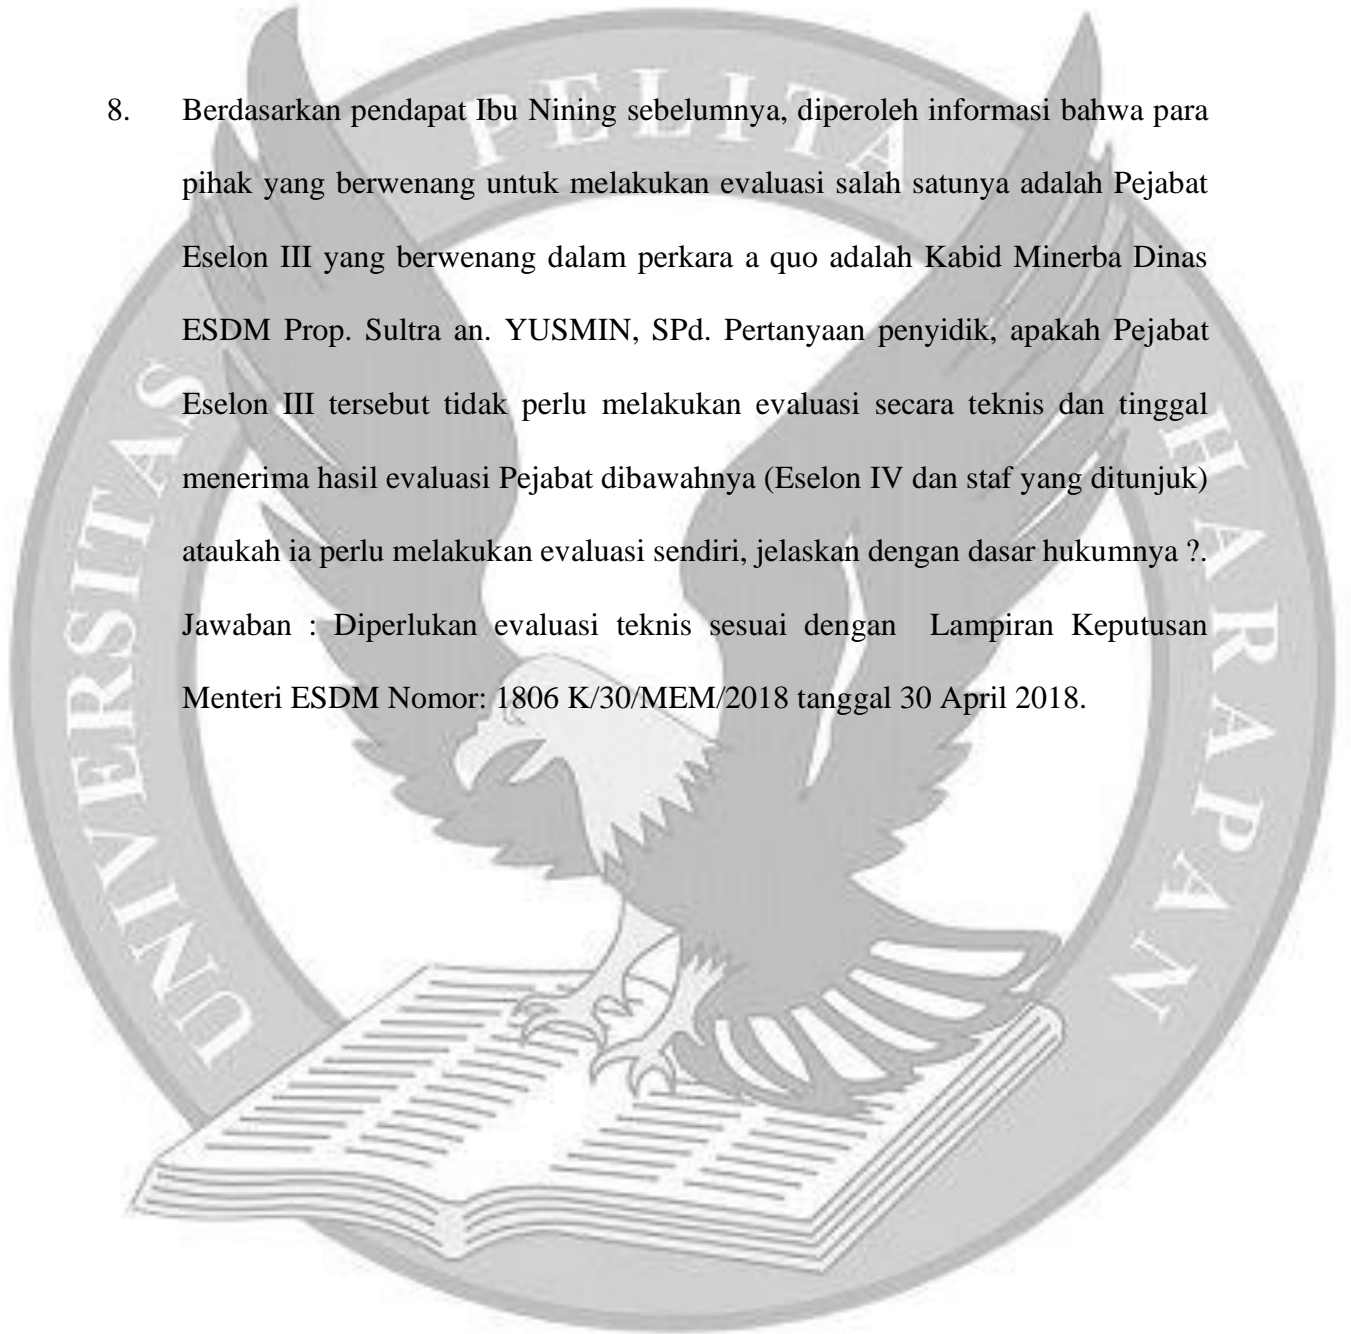 PELITA
8. Berdasarkan pendapat Ibu Nining sebelumnya, diperoleh informasi bahwa para
pihak yang berwenang untuk melakukan evaluasi salah satunya adalah Pejabat
Eselon III yang berwenang dalam perkara a quo adalah Kabid Minerba Dinas
ESDM Prop. Sultra an. YUSMIN, SPd. Pertanyaan penyidik, apakah Pejabat
Eselon III tersebut tidak perlu melakukan evaluasi secara teknis dan tinggal
menerima hasil evaluasi Pejabat dibawahnya (Eselon IV dan staf yang ditunjuk)
ataukah ia perlu melakukan evaluasi sendiri, jelaskan dengan dasar hukumnya ?.
Jawaban : Diperlukan evaluasi teknis sesuai dengan Lampiran Keputusan
Menteri ESDM Nomor: 1806 K/30/MEM/2018 tanggal 30 April 2018.
UNIVERSITAS
HARAPAN